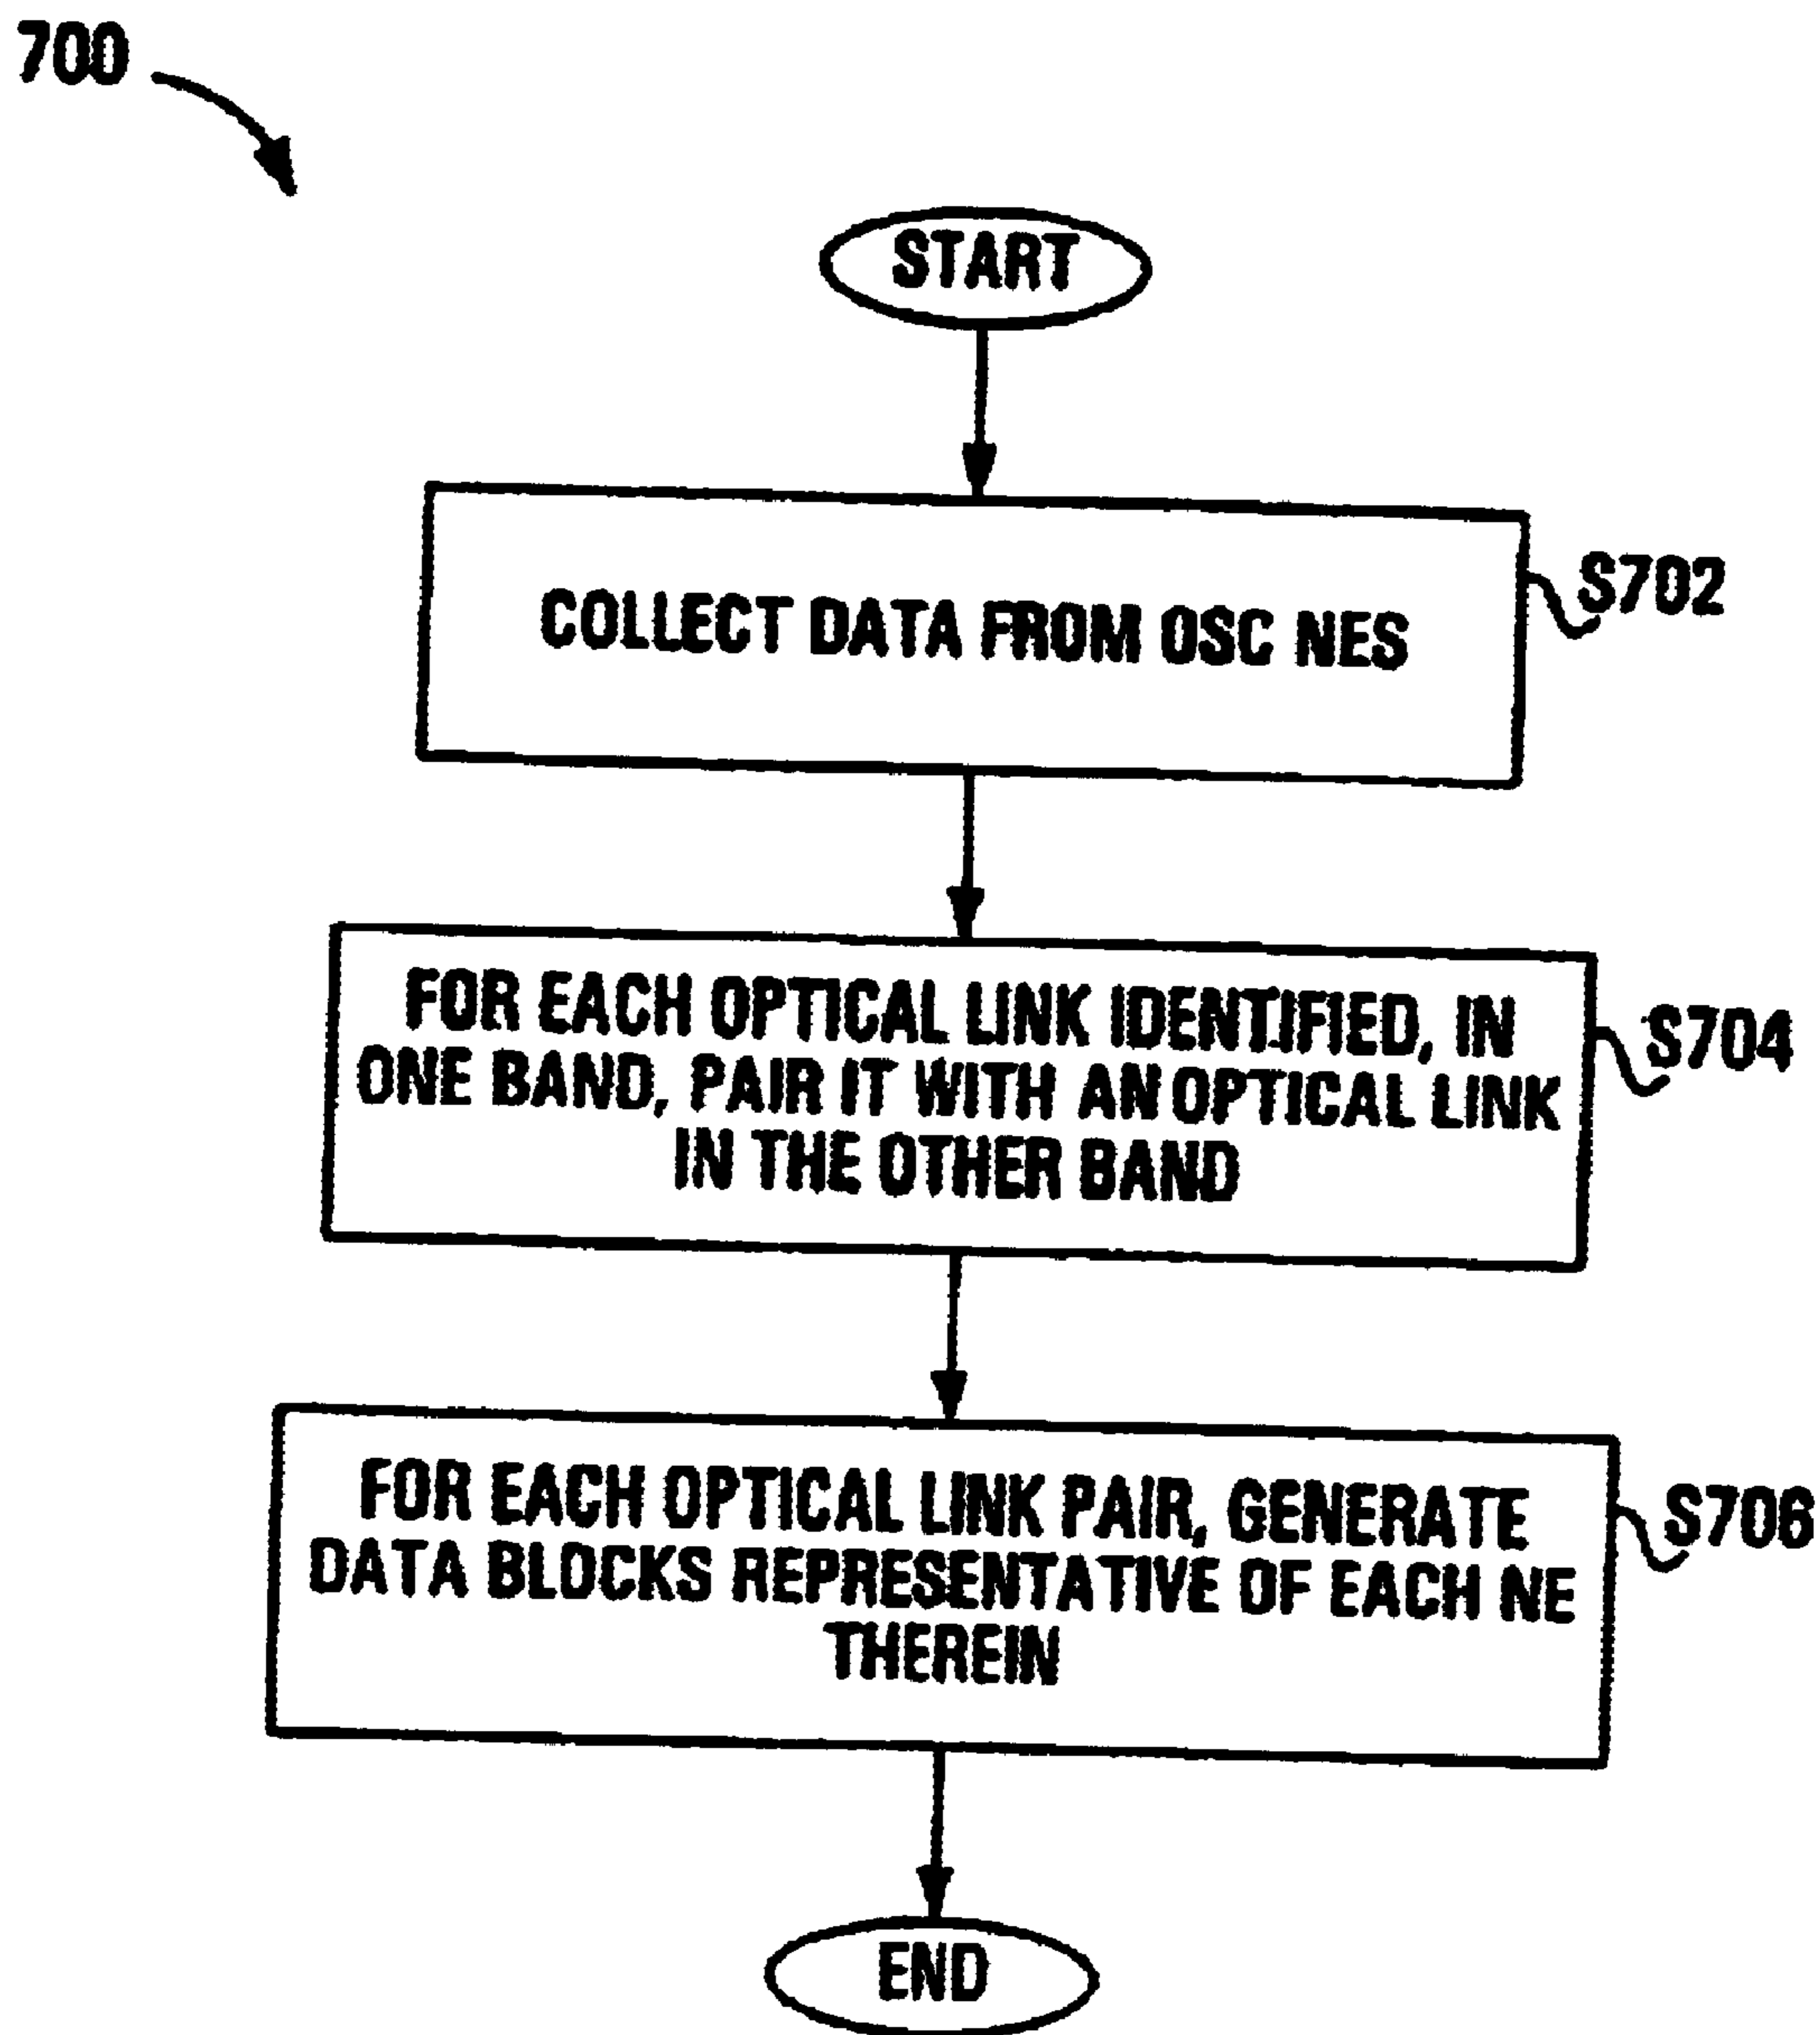 700
START
COLLECT DATA FROM OSC NES
S702
FOR EACH OPTICAL LINK IDENTIFIED, IN
ONE BAND, PAIR IT WITH AN OPTICAL LINK
IN THE OTHER BAND
S704
FOR EACH OPTICAL LINK PAIR, GENERATE
DATA BLOCKS REPRESENTATIVE OF EACH NE
THEREIN
S706
END